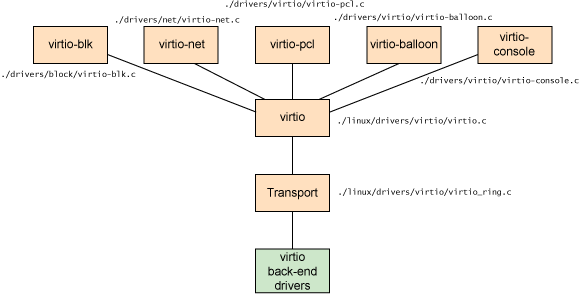 ./drivers/virtio/virtio-pcl.c
./drivers/net/virtio-net.c
./drivers/virtio/virtio-balloon.c
virtio-blk
virtio-net
virtio-pcl
virtio-balloon
virtio-
console
./drivers/block/virtio-blk.c
./drivers/virtio/virtio-console.c
virtio
./linux/drivers/virtio/virtio.c
Transport
./linux/drivers/virtio/virtio_ring.c
virtio
back-end
drivers